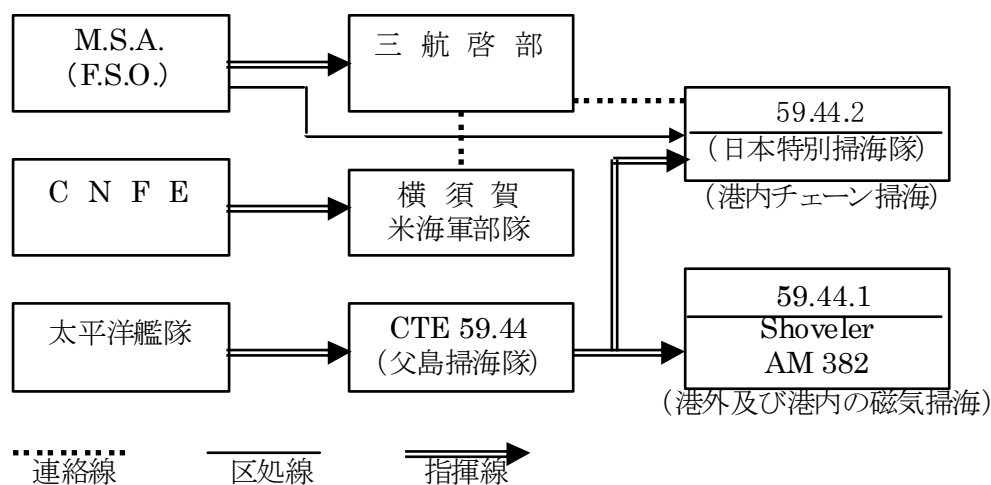 M.S.A.
（F.S.O.）
三 航 啓 部
59.44.2
（日本特別掃海隊）
（港内チェーン掃海）
C N F E
横 須 賀
米海軍部隊
太平洋艦隊
CTE 59.44
（父島掃海隊）
59.44.1
Shoveler
AM 382
（港外及び港内の磁気掃海）
連絡線
区処線
指揮線